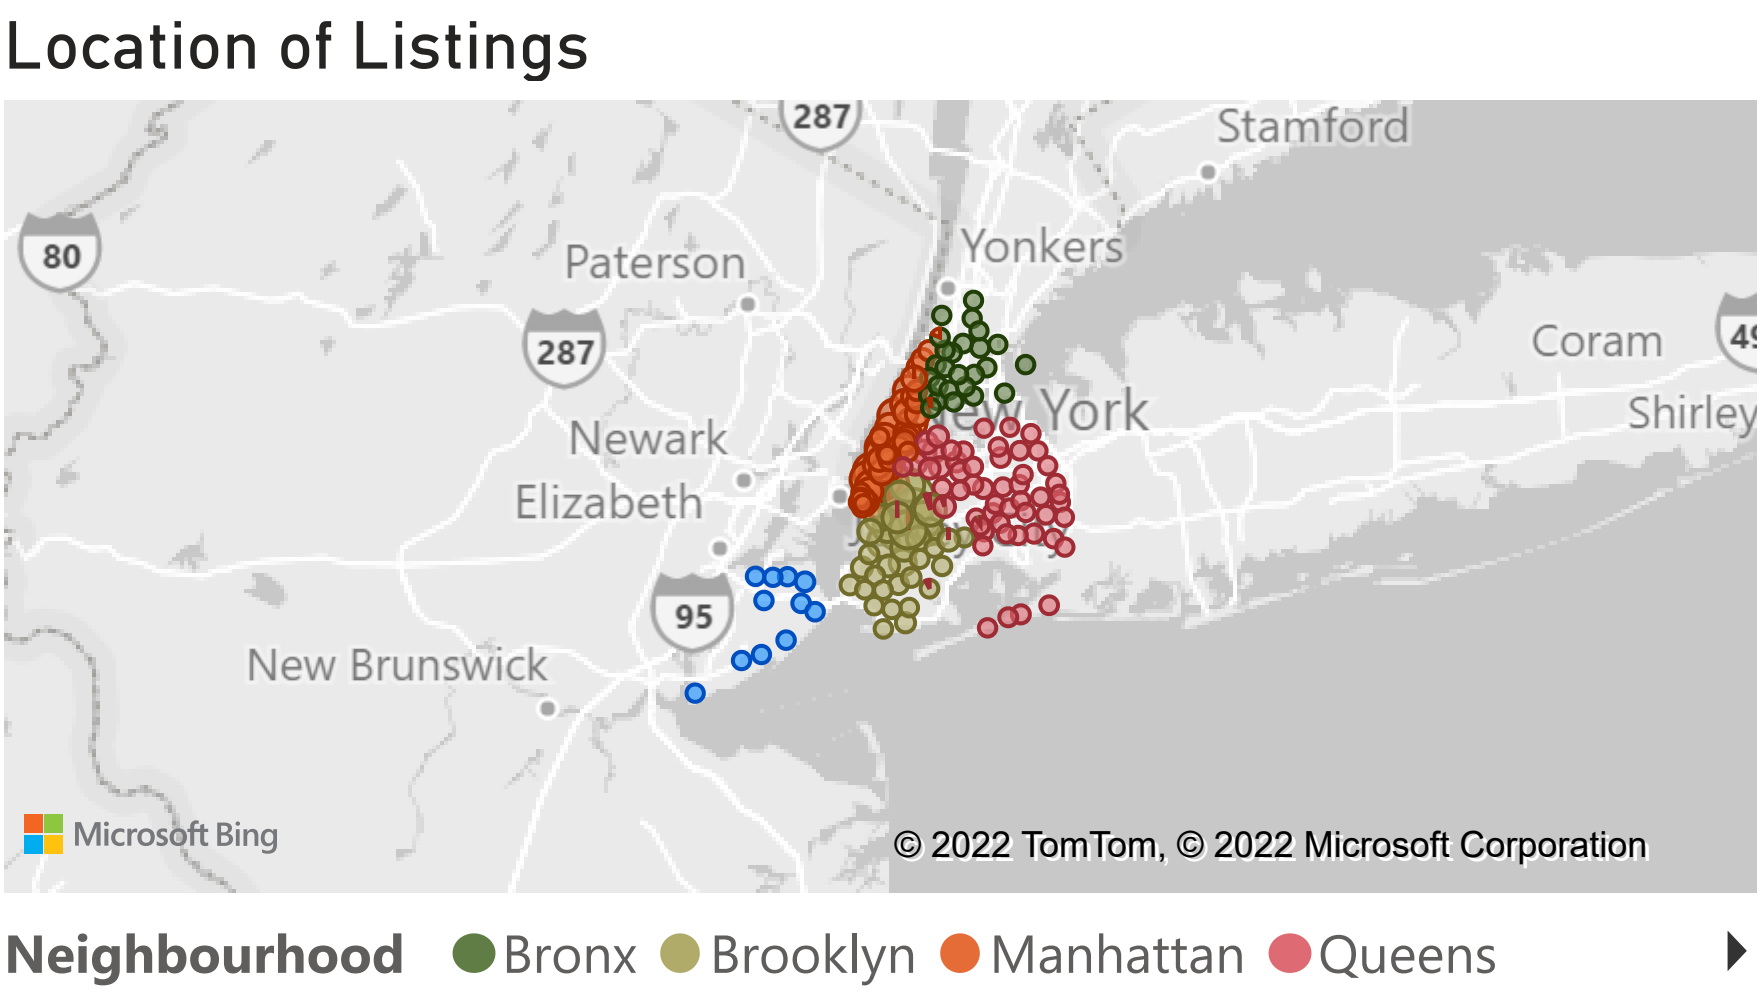 Location of Listings
287
Stamford
80
Yonkers
Paterson
287
Coram
New York
Shirley
Newark
Elizabeth
95
New Brunswick
Microsoft Bing
© 2022 TomTom, © 2022 Microsoft Corporation
Neighbourhood Bronx Brooklyn Manhattan Queens